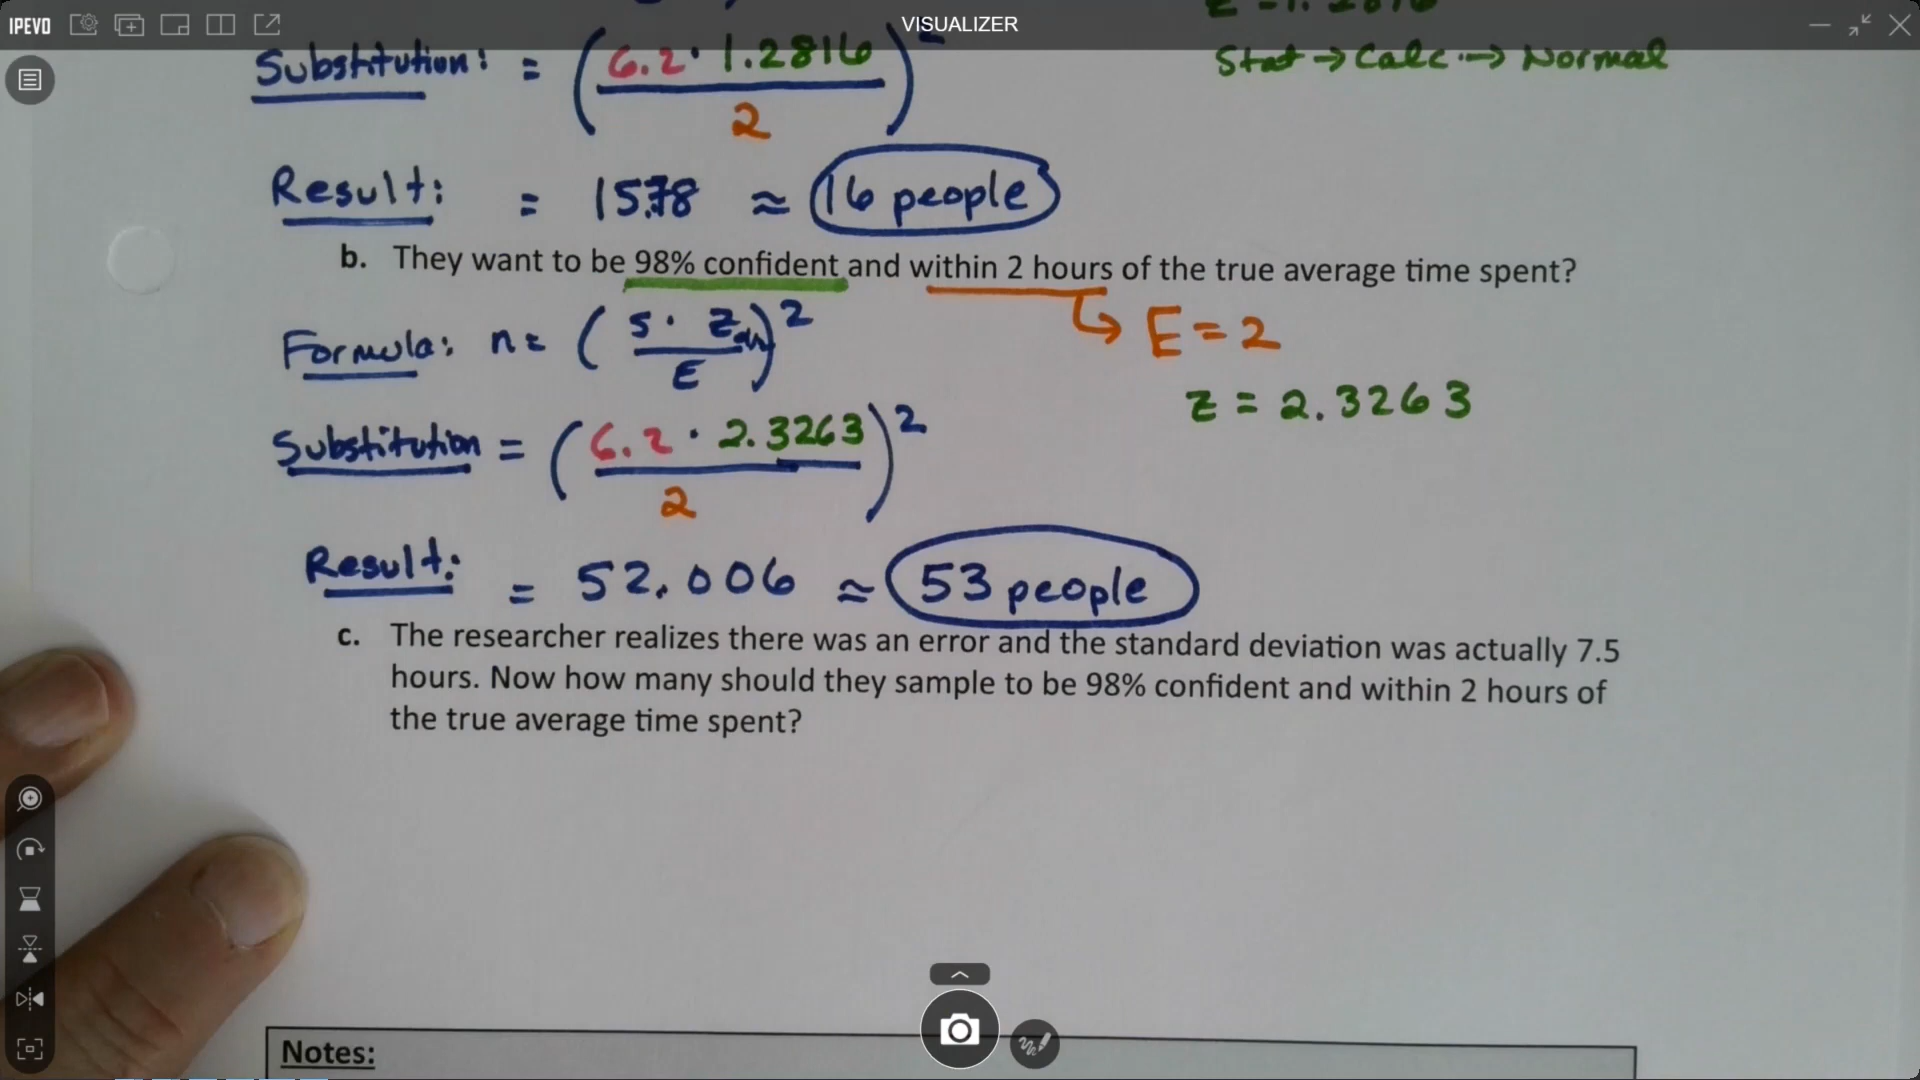 IPEVO
VISUALIZER
Stat → Calc → Normal
Substitution: = (6.2 · 1.2816 / 2)²
Result: = 15.78 ≈ 16 people
b. They want to be 98% confident and within 2 hours of the true average time spent?
Formula: n = (s · Zα/2 / E)²
E = 2
z = 2.3263
Substitution = (6.2 · 2.3263 / 2)²
Result: = 52.006 ≈ 53 people
c. The researcher realizes there was an error and the standard deviation was actually 7.5
hours. Now how many should they sample to be 98% confident and within 2 hours of
the true average time spent?
Notes: